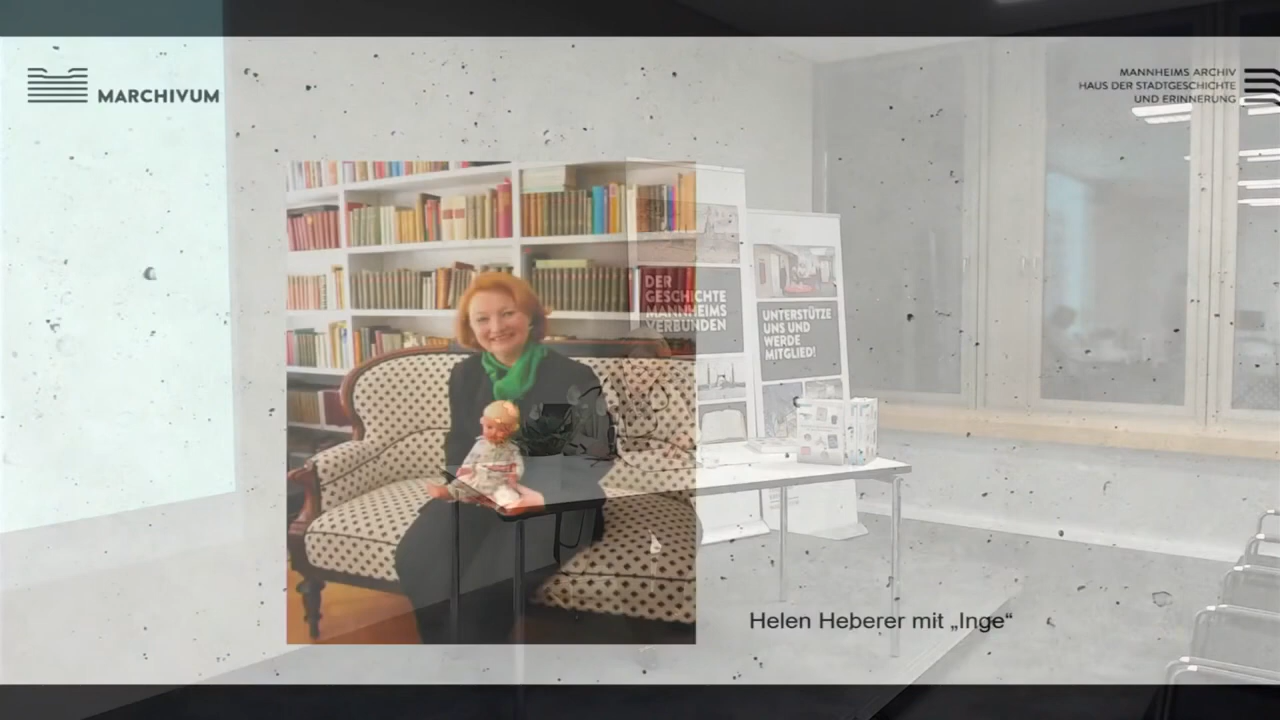 MARCHIVUM
MANNHEIMS ARCHIV
HAUS DER STADTGESCHICHTE
UND ERINNERUNG
DER
GESCHICHTE
MANNHEIMS
VERBUNDEN
UNTERSTÜTZE
UNS UND
WERDE
MITGLIED!
Helen Heberer mit „Inge“